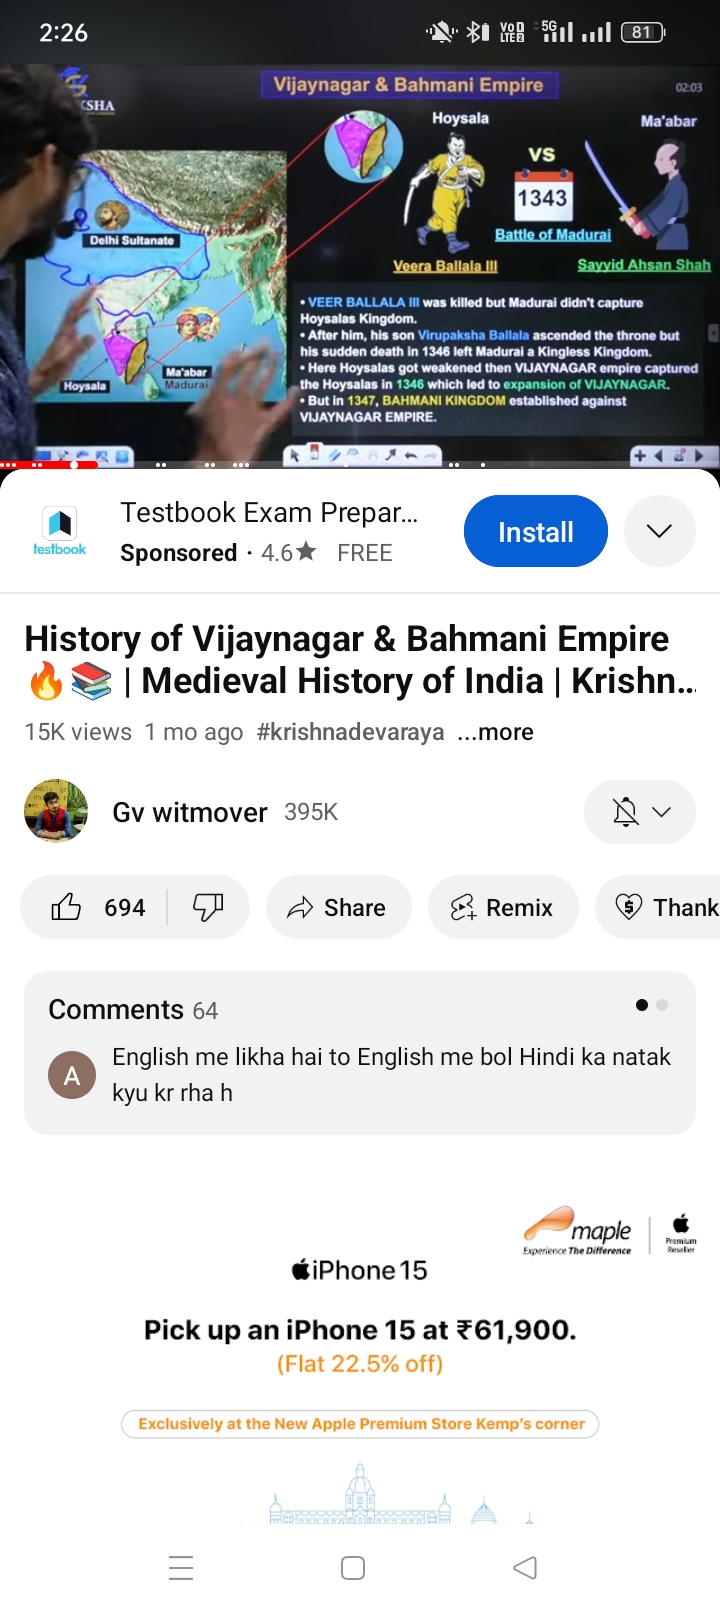 2:26
VoD
LTE2
5G
81
KSHA
Vijaynagar & Bahmani Empire
02:03
Hoysala
Ma'abar
VS
1343
Battle of Madurai
Veera Ballala III
Sayyid Ahsan Shah
Delhi Sultanate
Hoysala
Ma'abar
Madurai
• VEER BALLALA III was killed but Madurai didn't capture
Hoysalas Kingdom.
• After him, his son Virupaksha Ballala ascended the throne but
his sudden death in 1346 left Madurai a Kingless Kingdom.
• Here Hoysalas got weakened then VIJAYNAGAR empire captured
the Hoysalas in 1346 which led to expansion of VIJAYNAGAR.
• But in 1347, BAHMANI KINGDOM established against
VIJAYNAGAR EMPIRE.
testbook
Testbook Exam Prepar...
Sponsored · 4.6★ FREE
Install
History of Vijaynagar & Bahmani Empire
🔥📚 | Medieval History of India | Krishn...
15K views 1 mo ago #krishnadevaraya ...more
Gv witmover 395K
694
Share
Remix
Thank
Comments 64
A
English me likha hai to English me bol Hindi ka natak
kyu kr rha h
maple
Experience The Difference
Premium
Reseller
iPhone 15
Pick up an iPhone 15 at ₹61,900.
(Flat 22.5% off)
Exclusively at the New Apple Premium Store Kemp's corner